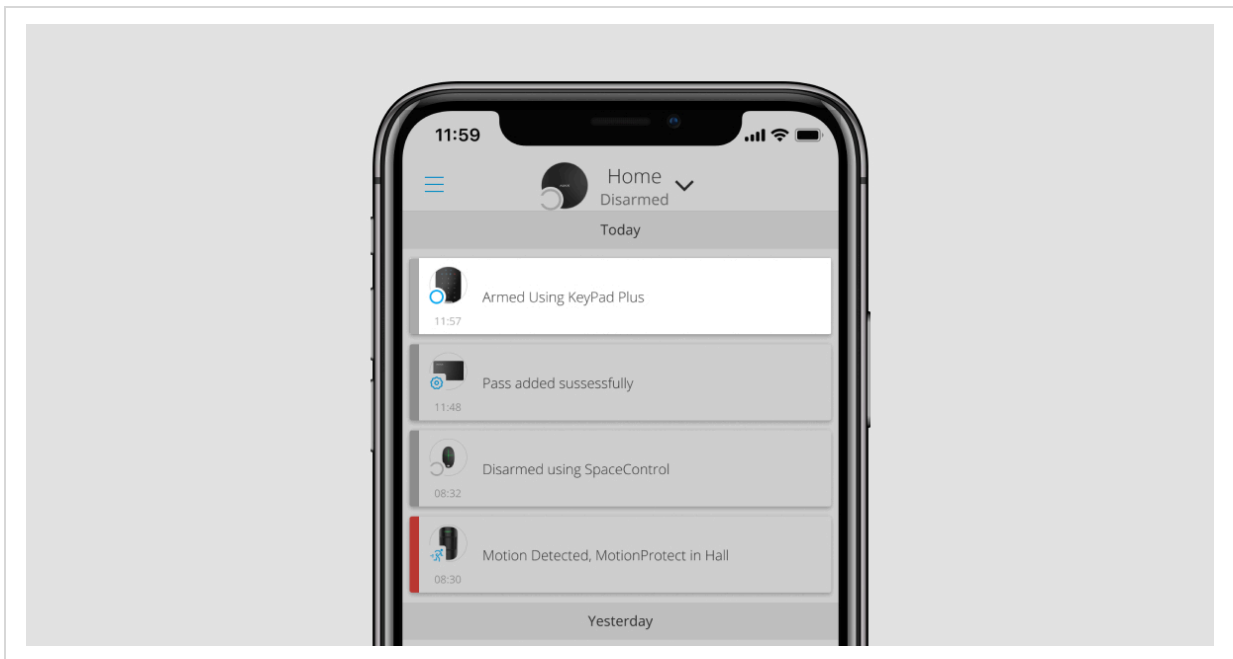 11:59
Home
Disarmed
Today
Armed Using KeyPad Plus
11:57
Pass added sussessfully
11:48
Disarmed using SpaceControl
08:32
Motion Detected, MotionProtect in Hall
08:30
Yesterday